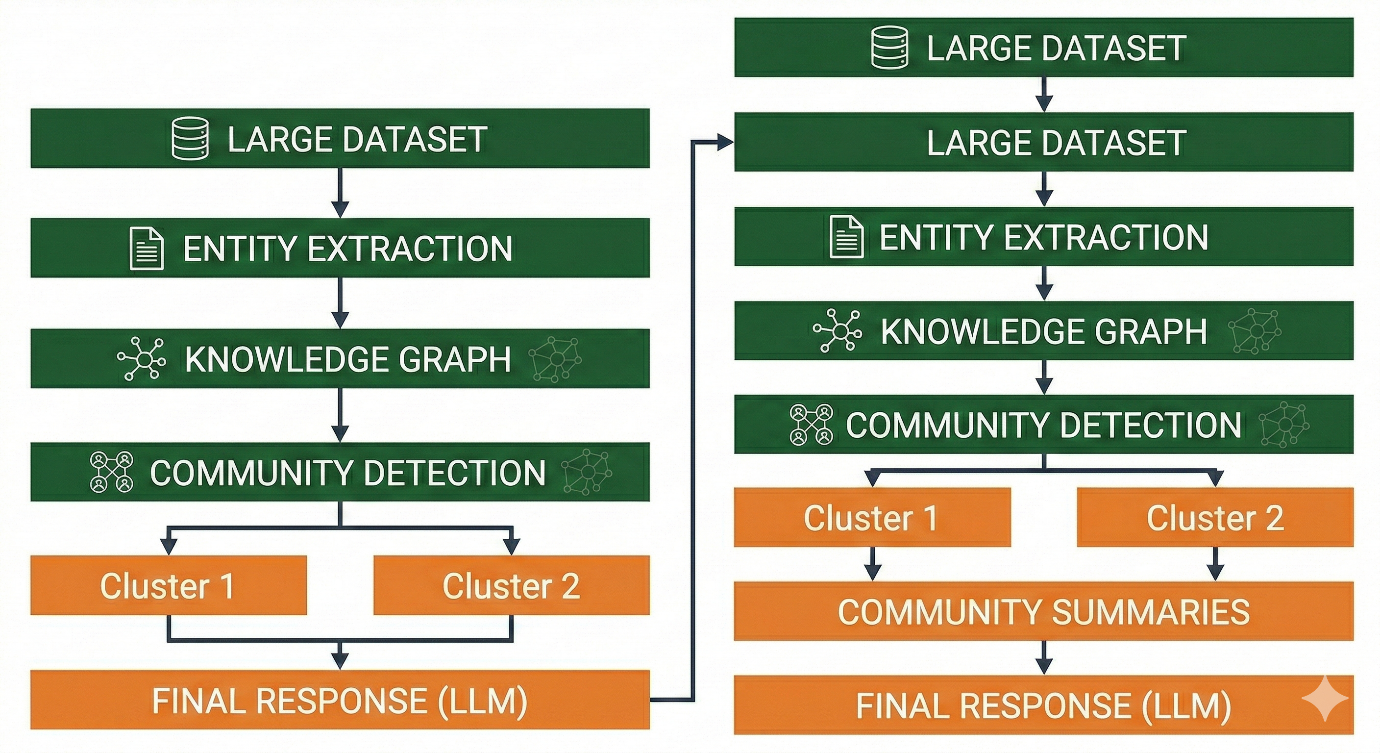 LARGE DATASET
ENTITY EXTRACTION
KNOWLEDGE GRAPH
COMMUNITY DETECTION
Cluster 1
Cluster 2
FINAL RESPONSE (LLM)
LARGE DATASET
LARGE DATASET
ENTITY EXTRACTION
KNOWLEDGE GRAPH
COMMUNITY DETECTION
Cluster 1
Cluster 2
COMMUNITY SUMMARIES
FINAL RESPONSE (LLM)